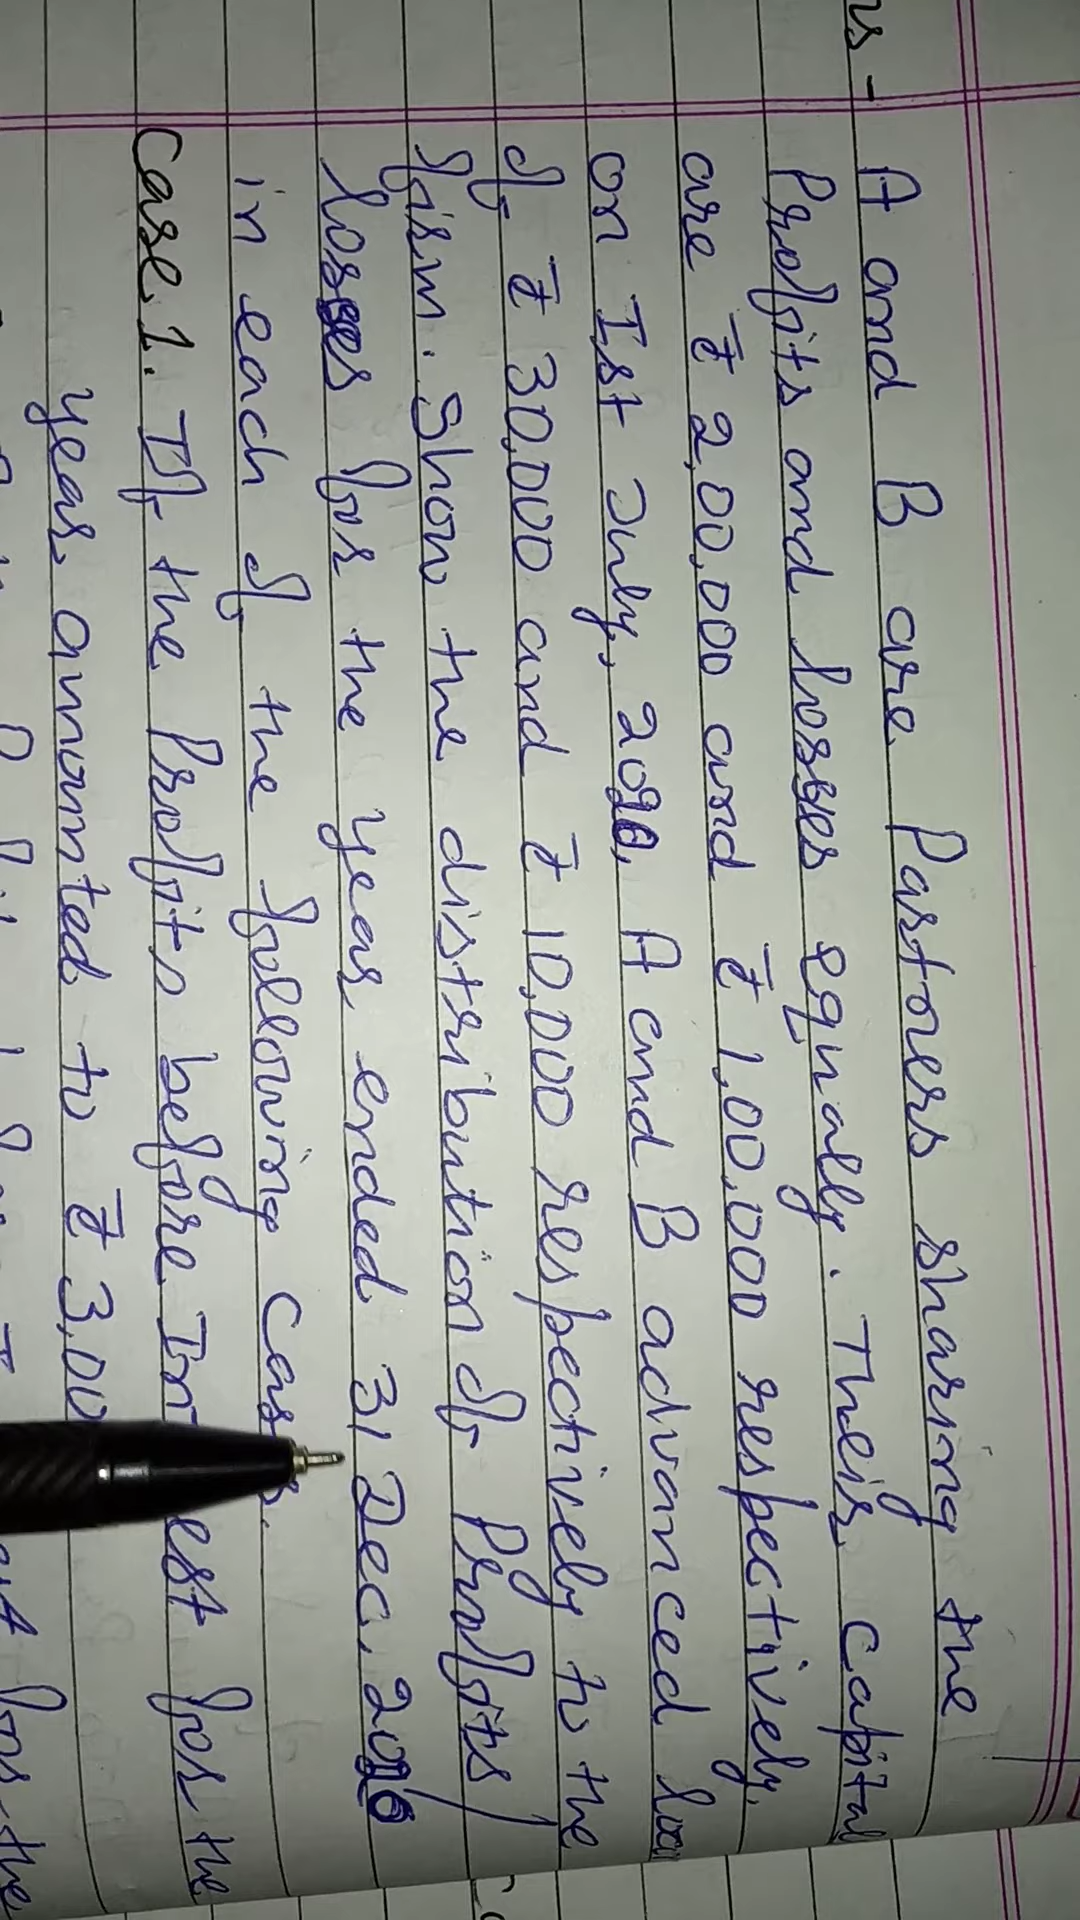 A and B are Partners sharing the
Profits and losses equally. Their capital
are ₹ 2,00,000 and ₹ 1,00,000 respectively.
on Ist July, 2020, A and B advanced loan
of ₹ 30,000 and ₹ 10,000 respectively to the
firm. Show the distribution of Profits/
losses for the year ended 31 Dec. 2020
in each of the following cases.
Case.1. If the Profits before Interest for the
year ammounted to ₹ 3,00